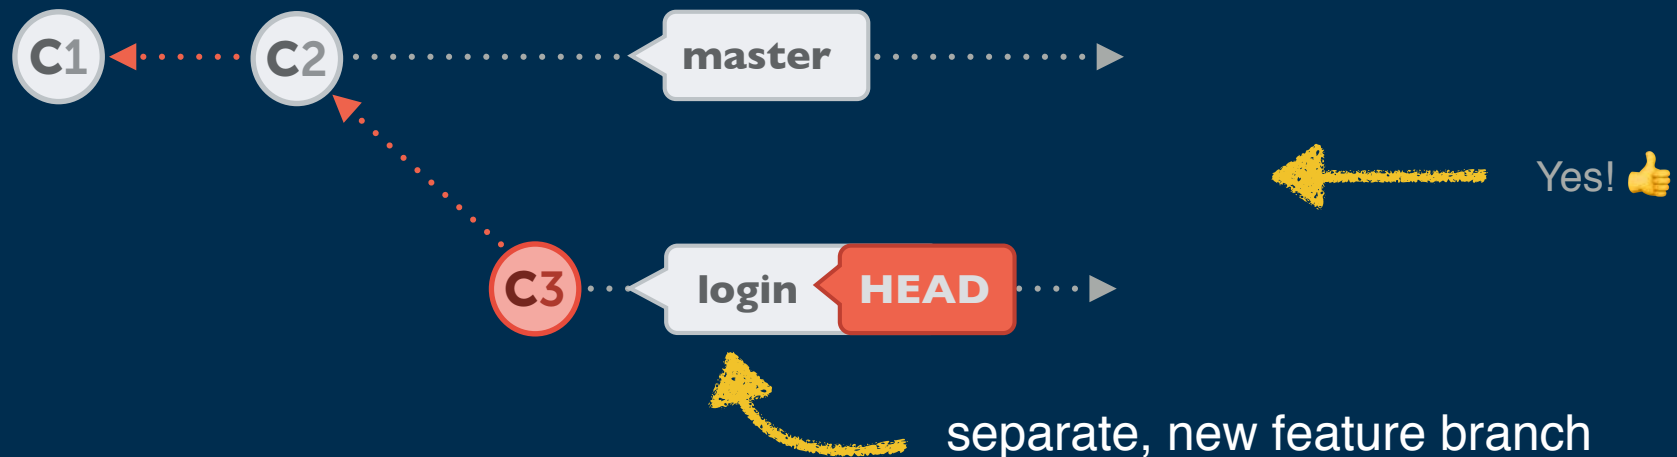 C1 C2 master
Yes! 👍
C3 login HEAD
separate, new feature branch